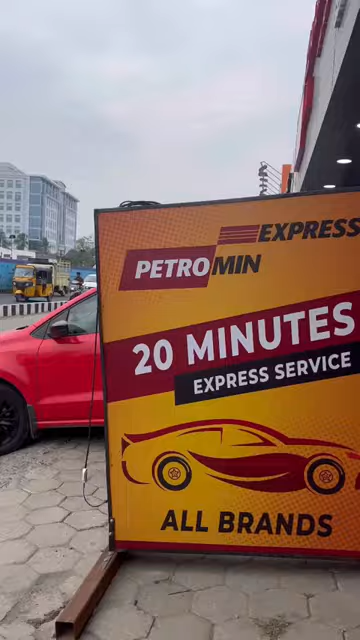 PETROMIN EXPRESS
20 MINUTES
EXPRESS SERVICE
ALL BRANDS